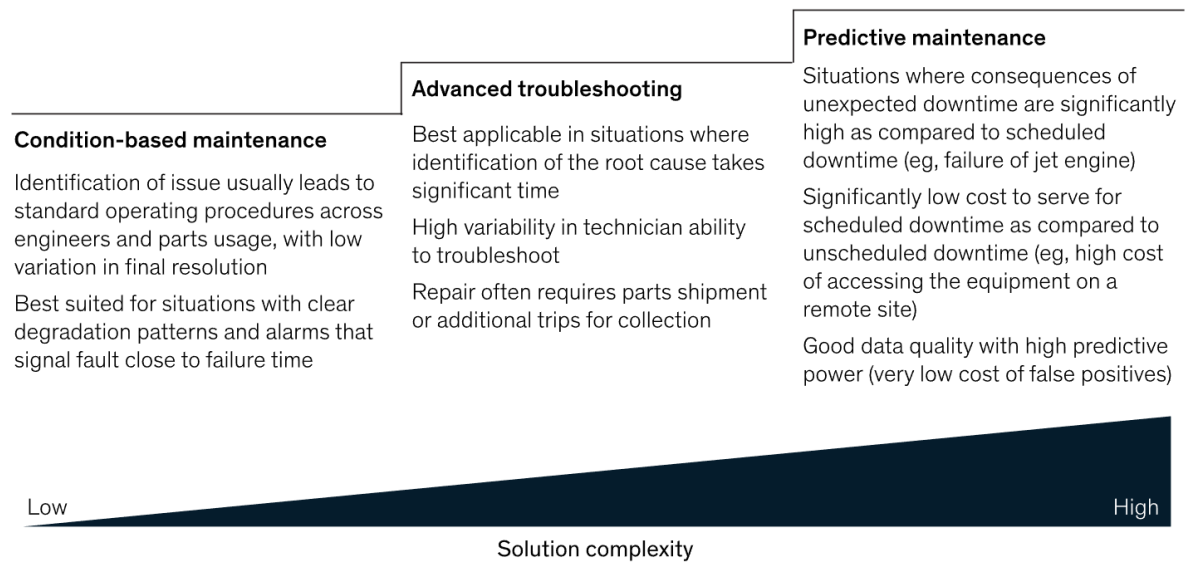 Condition-based maintenance
Identification of issue usually leads to
standard operating procedures across
engineers and parts usage, with low
variation in final resolution
Best suited for situations with clear
degradation patterns and alarms that
signal fault close to failure time
Advanced troubleshooting
Best applicable in situations where
identification of the root cause takes
significant time
High variability in technician ability
to troubleshoot
Repair often requires parts shipment
or additional trips for collection
Predictive maintenance
Situations where consequences of
unexpected downtime are significantly
high as compared to scheduled
downtime (eg, failure of jet engine)
Significantly low cost to serve for
scheduled downtime as compared to
unscheduled downtime (eg, high cost
of accessing the equipment on a
remote site)
Good data quality with high predictive
power (very low cost of false positives)
Low
High
Solution complexity